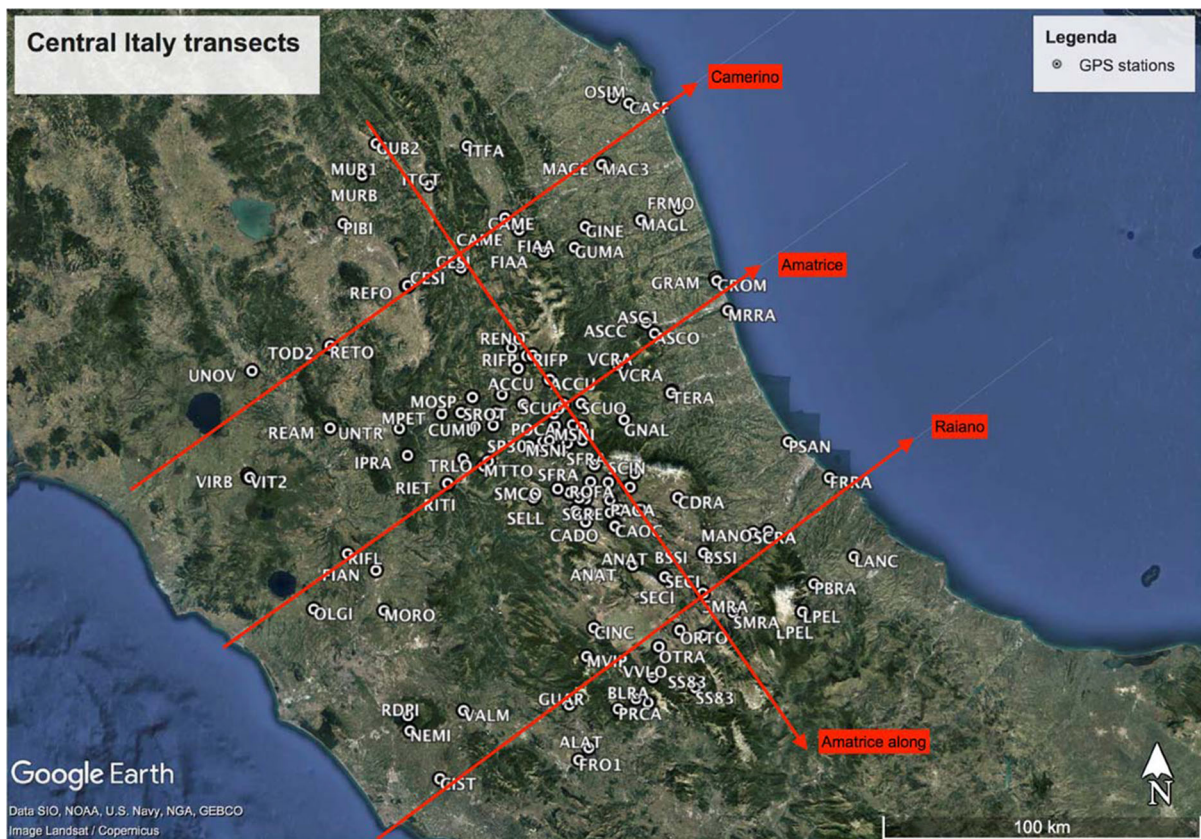 Central Italy transects
Legenda
GPS stations
Camerino
OSIM
CASF
GUB2
ITFA
MUR1
ITGT
MACE
MAC3
MURB
FRMO
PIBI
CAME
GINE
MAGL
CAME
FIAA
GUMA
CESI
FIAA
Amatrice
CESI
GRAM
GROM
REFO
MRRA
ASC1
ASCC
ASCO
RENO
TOD2
RETO
RIFP
RIFP
VCRA
UNOV
VCRA
ACCU
ACCU
TERA
MOSP
SROT
SCUO
SCUO
MPET
CUMU
GNAL
Raiano
REAM
UNTR
MSNI
PSAN
MSNI
IPRA
TRLO
MTTO
SFRA
SCIN
VIRB
VIT2
RIET
SFRA
FRRA
RITI
SMCO
ROFA
CDRA
SELL
SGRE
PACA
CADO
CAOC
MANO
SCRA
RIFL
ANAT
BSSI
BSSI
LANC
FIAN
ANAT
SECI
PBRA
SECI
OLGI
MORO
SMRA
SMRA
LPEL
CINC
ORTO
LPEL
MVIP
OTRA
VVLO
SS83
SS83
GUAR
BLRA
RDPI
VALM
PRCA
NEMI
ALAT
Amatrice along
FRO1
GIST
Google Earth
N
Data SIO, NOAA, U.S. Navy, NGA, GEBCO
Image Landsat / Copernicus
100 km